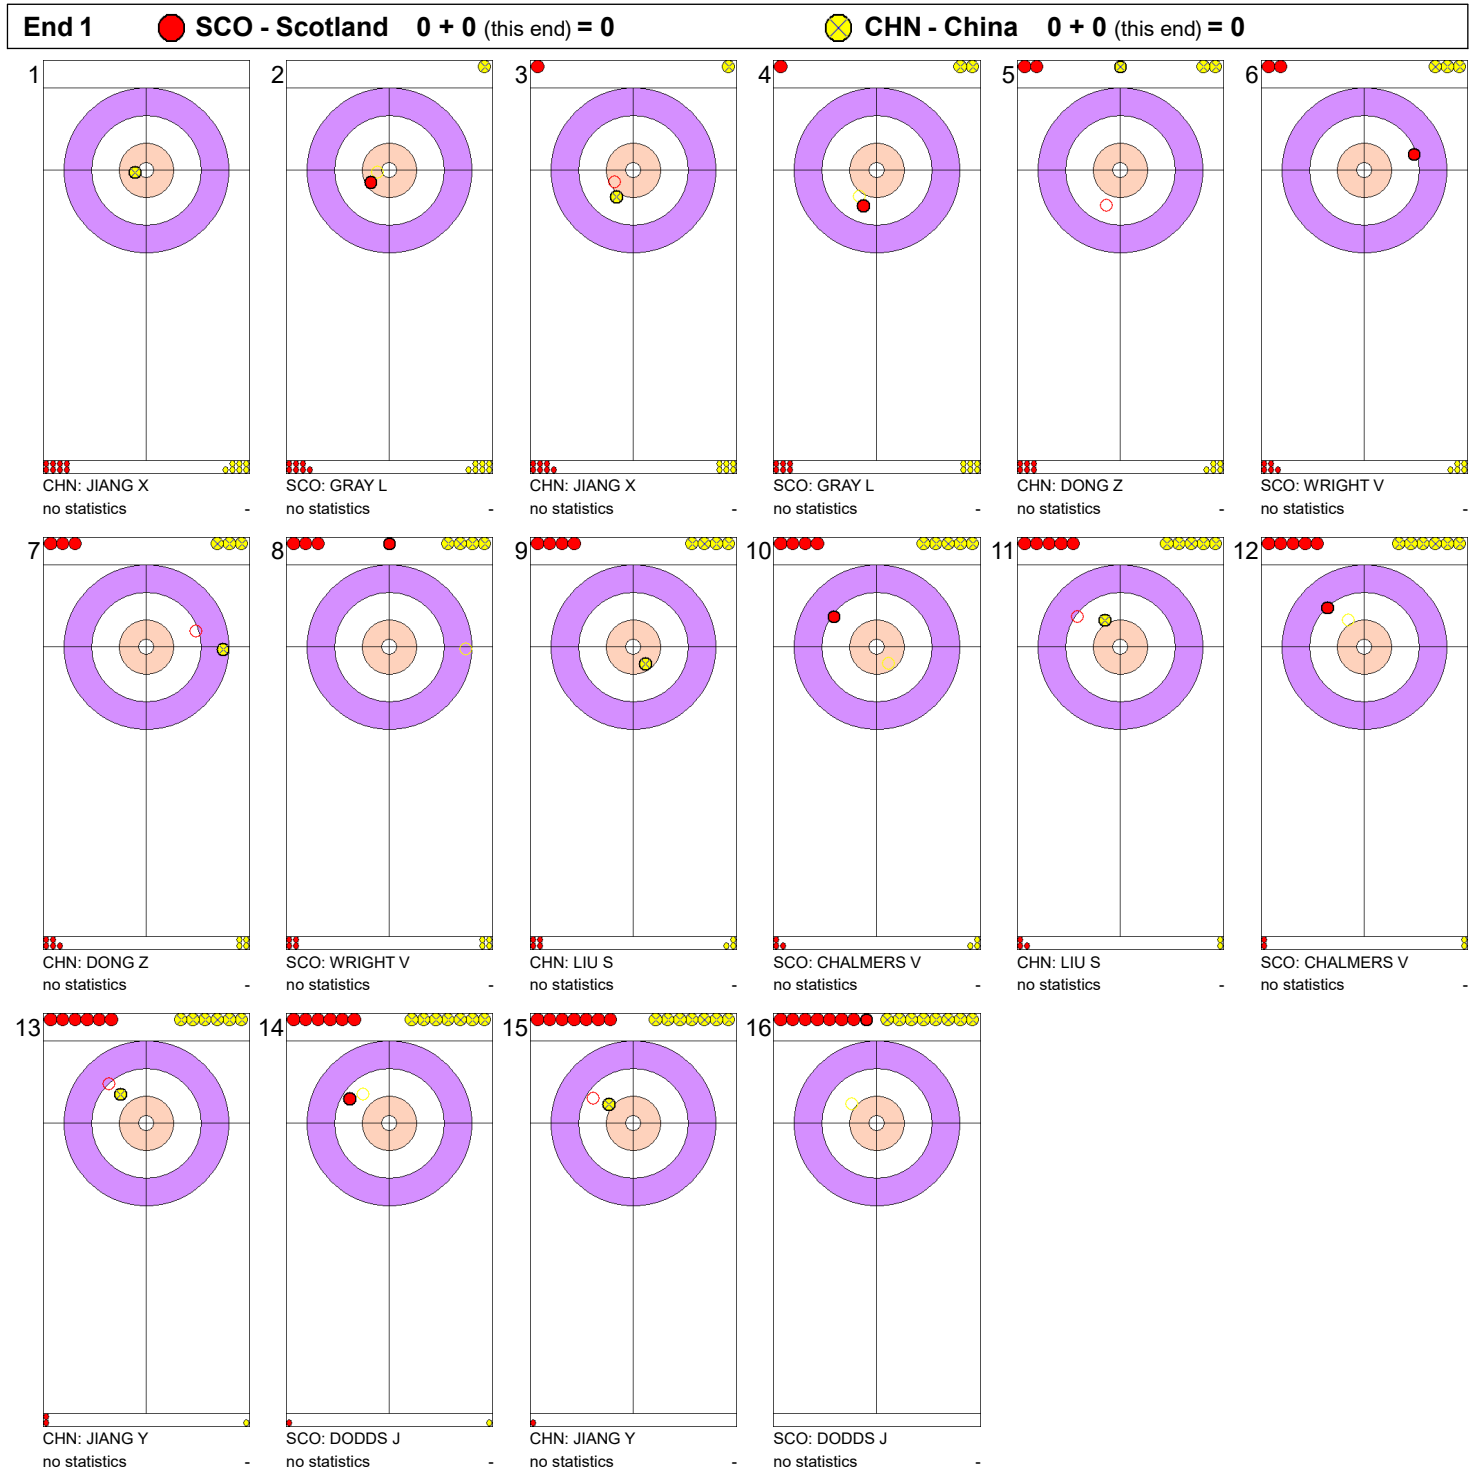 End 1 SCO - Scotland 0 + 0 (this end) = 0 CHN - China 0 + 0 (this end) = 0
1 2 3 4 5 6
CHN: JIANG X SCO: GRAY L CHN: JIANG X SCO: GRAY L CHN: DONG Z SCO: WRIGHT V
no statistics - no statistics - no statistics - no statistics - no statistics - no statistics -
7 8 9 10 11 12
CHN: DONG Z SCO: WRIGHT V CHN: LIU S SCO: CHALMERS V CHN: LIU S SCO: CHALMERS V
no statistics - no statistics - no statistics - no statistics - no statistics - no statistics -
13 14 15 16
CHN: JIANG Y SCO: DODDS J CHN: JIANG Y SCO: DODDS J
no statistics - no statistics - no statistics - no statistics -